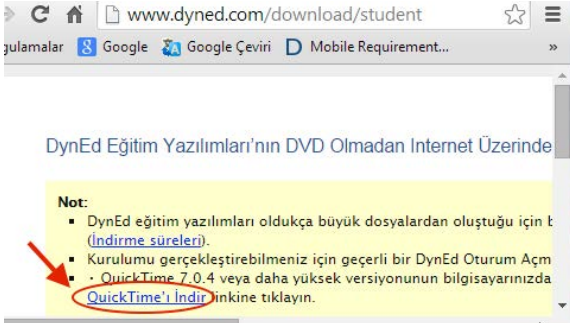 www.dyned.com/download/student
gulamalar Google Google Çeviri Mobile Requirement... »
DynEd Eğitim Yazılımları'nın DVD Olmadan Internet Üzerinde
Not:
▪ DynEd eğitim yazılımları oldukça büyük dosyalardan oluştuğu için b
(İndirme süreleri).
▪ Kurulumu gerçekleştirebilmeniz için geçerli bir DynEd Oturum Açm
▪ · QuickTime 7.0.4 veya daha yüksek versiyonunun bilgisayarınızda
QuickTime'ı İndir linkine tıklayın.